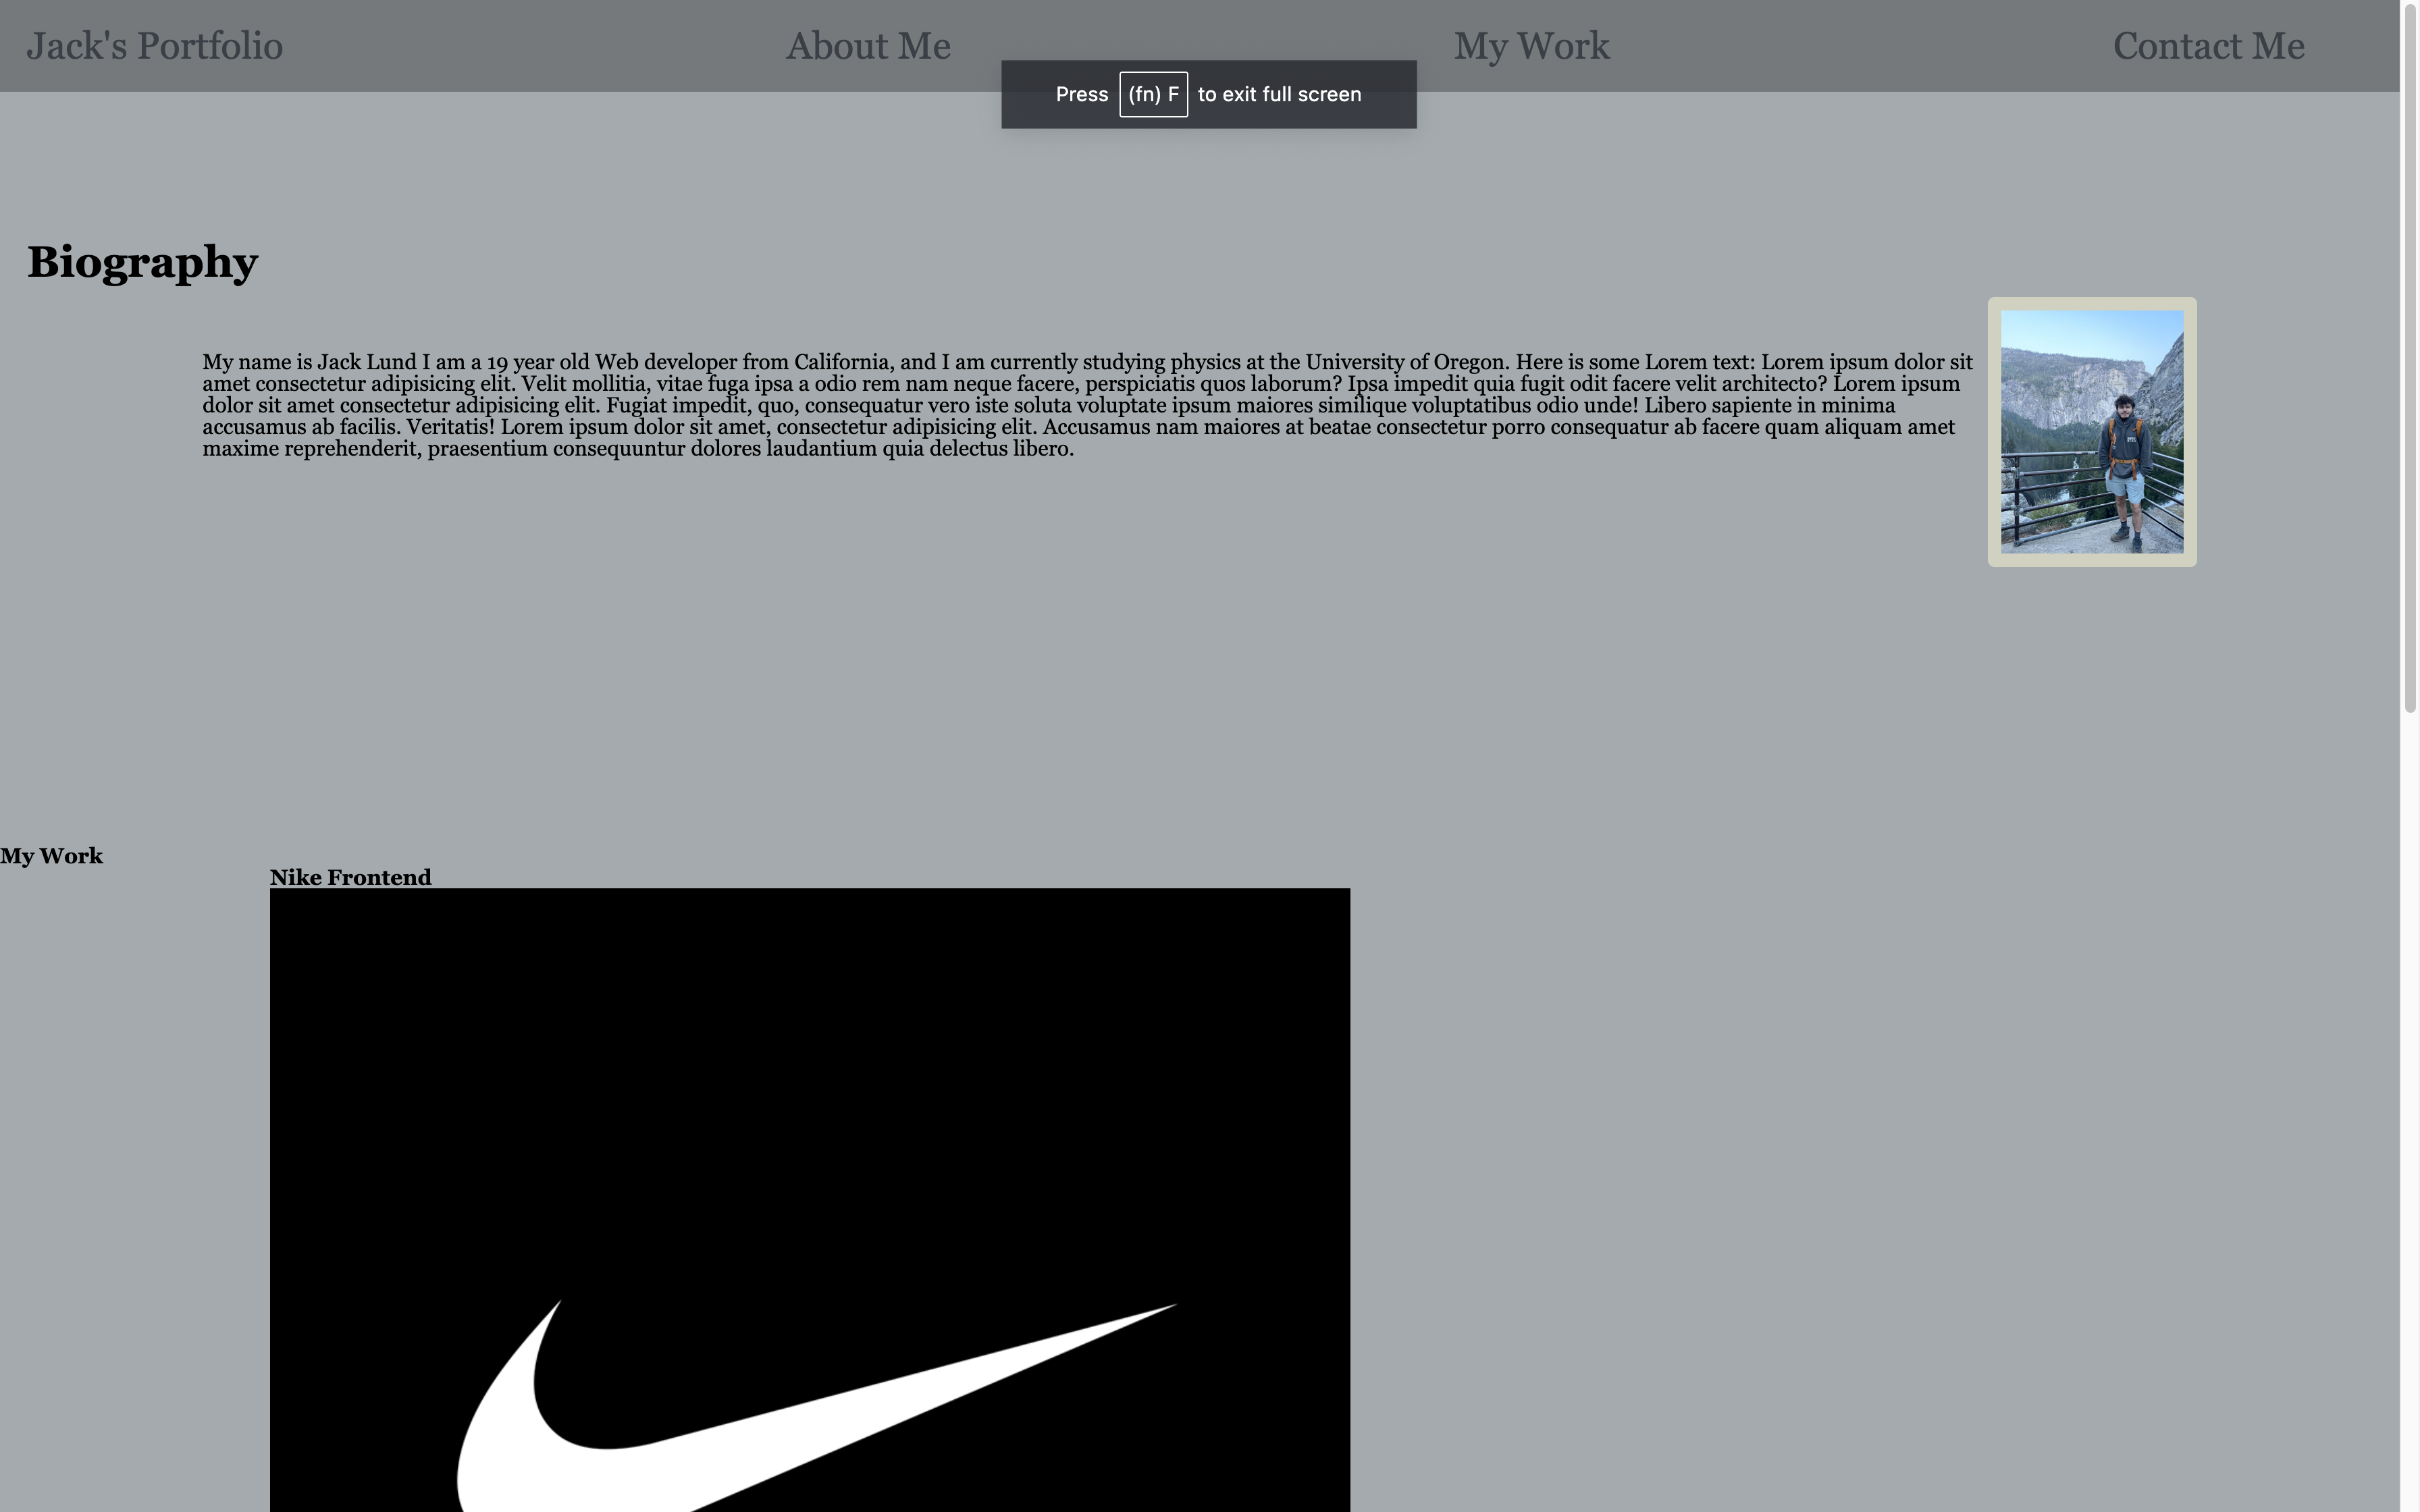 Jack's Portfolio About Me My Work Contact Me
Press (fn) F to exit full screen
Biography
My name is Jack Lund I am a 19 year old Web developer from California, and I am currently studying physics at the University of Oregon. Here is some Lorem text: Lorem ipsum dolor sit
amet consectetur adipisicing elit. Velit mollitia, vitae fuga ipsa a odio rem nam neque facere, perspiciatis quos laborum? Ipsa impedit quia fugit odit facere velit architecto? Lorem ipsum
dolor sit amet consectetur adipisicing elit. Fugiat impedit, quo, consequatur vero iste soluta voluptate ipsum maiores similique voluptatibus odio unde! Libero sapiente in minima
accusamus ab facilis. Veritatis! Lorem ipsum dolor sit amet, consectetur adipisicing elit. Accusamus nam maiores at beatae consectetur porro consequatur ab facere quam aliquam amet
maxime reprehenderit, praesentium consequuntur dolores laudantium quia delectus libero.
My Work
Nike Frontend